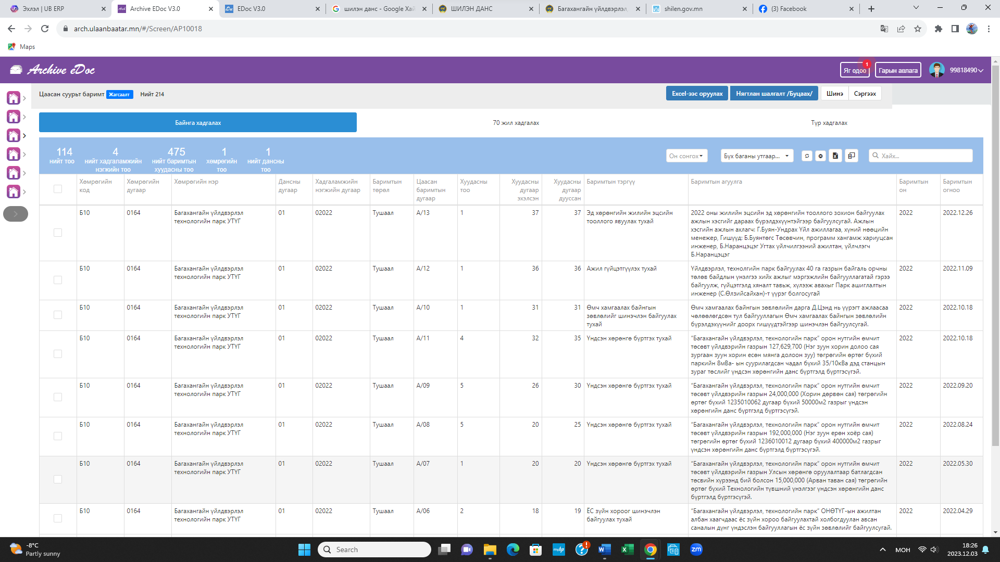 Эхлэл | UB ERP
Archive EDoc V3.0
EDoc V3.0
шилэн данс - Google Хай
ШИЛЭН ДАНС
Багахангайн үйлдвэрлэл,
shilen.gov.mn
(3) Facebook
arch.ulaanbaatar.mn/#/Screen/AP10018
Maps
Archive eDoc
Яг одоо
1
Гарын авлага
99818490
Цаасан суурьт баримт Жагсаалт Нийт 214
Excel-ээс оруулах
Нягтлан шалгалт /Буцаах/
Шинэ
Сэргээх
Байнга хадгалах
70 жил хадгалах
Түр хадгалах
114
нийт тоо
4
нийт хадгаламжийн
нэгжийн тоо
475
нийт баримтын
хуудасны тоо
1
хөмрөгийн
тоо
1
нийт дансны
тоо
Он сонгох
Бүх баганы утгаар...
Хайх...
Хөмрөгийн
код
Хөмрөгийн
дугаар
Хөмрөгийн нэр
Дансны
дугаар
Хадгаламжийн
нэгжийн дугаар
Баримтын
төрөл
Цаасан
баримтын
дугаар
Хуудасны
тоо
Хуудасны
дугаар
эхэлсэн
Хуудасны
дугаар
дууссан
Баримтын тэргүү
Баримтын агуулга
Баримтын
он
Баримтын
огноо
Б10
0164
Багахангайн үйлдвэрлэл
технологийн парк УТҮГ
01
02022
Тушаал
А/13
1
37
37
Эд хөрөнгийн жилийн эцсийн
тооллого явуулах тухай
2022 оны жилийн эцсийн эд хөрөнгийн тооллого зохион байгуулах
ажлын хэсгийг дараах бүрэлдэхүүнтэйгээр байгуулсугай. Ажлын
хэсгийн ажлын ахлагч: Г.Буян-Ундрах Үйл ажиллагаа, хүний нөөцийн
менежер, Гишүүд: Б.Буянтөгс Төсөвчин, программ хангамж хариуцсан
инженер, Б.Наранцэцэг Угтах үйлчилгээний ажилтан, үйлчлэгч
Б.Наранцэцэг
2022
2022.12.26
Б10
0164
Багахангайн үйлдвэрлэл
технологийн парк УТҮГ
01
02022
Тушаал
А/12
1
36
36
Ажил гүйцэтгүүлэх тухай
Үйлдвэрлэл, технолгийн парк байгуулах 40 га газрын байгаль орчны
төлөв байдлын үнэлгээ хийх ажлыг мэргэжлийн байгууллагатай гэрээ
байгуулж, гүйцэтгэлд хяналт тавьж, хүлээж авахыг Парк ашиглалтын
инженер (С.Өлзийсайхан)-т үүрэг болгосугай
2022
2022.11.09
Б10
0164
Багахангайн үйлдвэрлэл
технологийн парк УТҮГ
01
02022
Тушаал
А/10
1
31
31
Өмч хамгаалах байнгын
зөвлөлийг шинэчлэн байгуулах
тухай
Өмч хамгаалах байнгын зөвлөлийн дарга Д.Цэнд нь үүрэгт ажлаасаа
чөлөөлөгдсөн тул байгууллагын Өмч хамгаалах байнгын зөвлөлийн
бүрэлдэхүүнийг доорх гишүүдтэйгээр шинэчлэн байгуулсугай.
2022
2022.10.18
Б10
0164
Багахангайн үйлдвэрлэл
технологийн парк УТҮГ
01
02022
Тушаал
А/11
4
32
35
Үндсэн хөрөнгө бүртгэх тухай
"Багахангайн үйлдвэрлэл, технологийн парк" орон нутгийн өмчит
төсөвт үйлдвэрийн газрын 127,629,700 (Нэг зуун хорин долоо сая
зургаан зуун хорин есөн мянга долоон зуу) төгрөгийн өртөг бүхий
паркийн 8мВа- ын суурилагдсан чадал бүхий 35/10кВа дэд станцын
зураг төслийг үндсэн хөрөнгийн данс бүртгэлд бүртгэсүгэй.
2022
2022.10.18
Б10
0164
Багахангайн үйлдвэрлэл
технологийн парк УТҮГ
01
02022
Тушаал
А/09
5
26
30
Үндсэн хөрөнгө бүртгэх тухай
"Багахангайн үйлдвэрлэл, технологийн парк" орон нутгийн өмчит
төсөвт үйлдвэрийн газрын 24,000,000 (Хорин дөрвөн сая) төгрөгийн
өртөг бүхий 1235010062 дугаар бүхий 50000м2 газрыг үндсэн
хөрөнгийн данс бүртгэлд бүртгэсүгэй.
2022
2022.09.20
Б10
0164
Багахангайн үйлдвэрлэл
технологийн парк УТҮГ
01
02022
Тушаал
А/08
5
20
25
Үндсэн хөрөнгө бүртгэх тухай
"Багахангайн үйлдвэрлэл, технологийн парк" орон нутгийн өмчит
төсөвт үйлдвэрийн газрын 192,000,000 (Нэг зуун ерөн хоёр сая)
төгрөгийн өртөг бүхий 1236010012 дугаар бүхий 400000м2 газрыг
үндсэн хөрөнгийн данс бүртгэлд бүртгэсүгэй.
2022
2022.08.24
Б10
0164
Багахангайн үйлдвэрлэл
технологийн парк УТҮГ
01
02022
Тушаал
А/07
1
20
20
Үндсэн хөрөнгө бүртгэх тухай
"Багахангайн үйлдвэрлэл, технологийн парк" орон нутгийн өмчит
төсөвт үйлдвэрийн газрын Улсын хөрөнгө оруулалтаар батлагдсан
төсвийн хүрээнд бий болсон 15,000,000 (Арван таван сая) төгрөгийн
өртөг бүхий Технологийн түвшний үнэлгээг үндсэн хөрөнгийн данс
бүртгэлд бүртгэсүгэй.
2022
2022.05.30
Б10
0164
Багахангайн үйлдвэрлэл
технологийн парк УТҮГ
01
02022
Тушаал
А/06
2
18
19
ЁС зүйн хороог шинэчлэн
байгуулах тухай
"Багахангайн үйлдвэрлэл, технологийн парк" ОНӨТҮГ-ын ажилтан
албан хаагчдаас ёс зүйн хороо байгуулахтай холбогдуулан авсан
саналын дүнг үндэслэн байгууллагын ёс зүйн зөвлөлийг байгуулсугай.
2022
2022.04.29
-8°C
Partly sunny
Search
МОН
18:26
2023.12.03